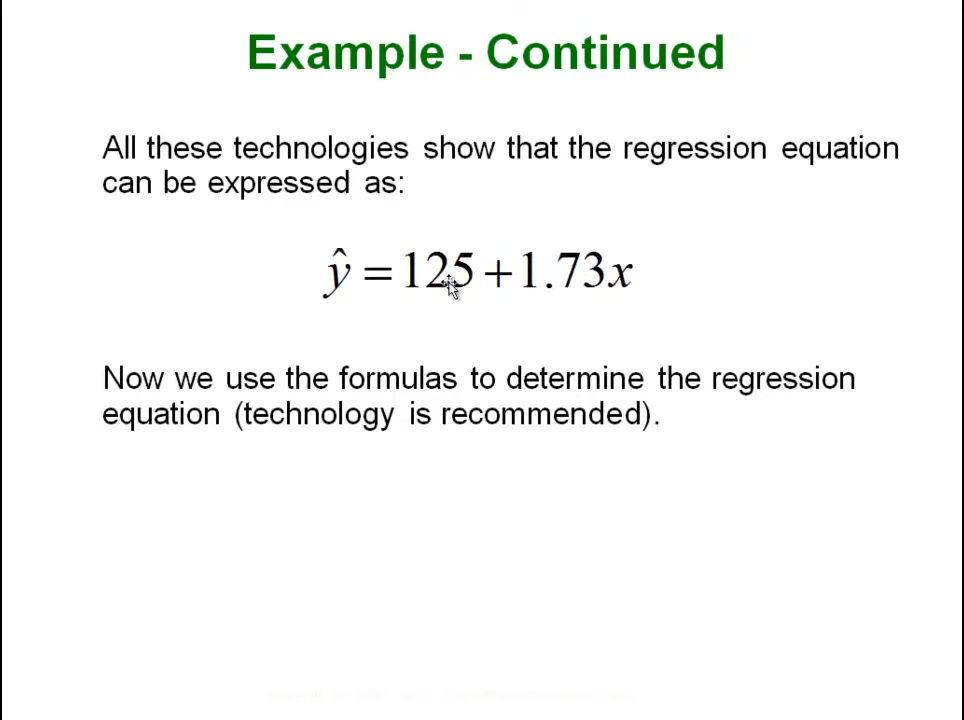 Example - Continued
All these technologies show that the regression equation
can be expressed as:
ŷ = 125 + 1.73x
Now we use the formulas to determine the regression
equation (technology is recommended).